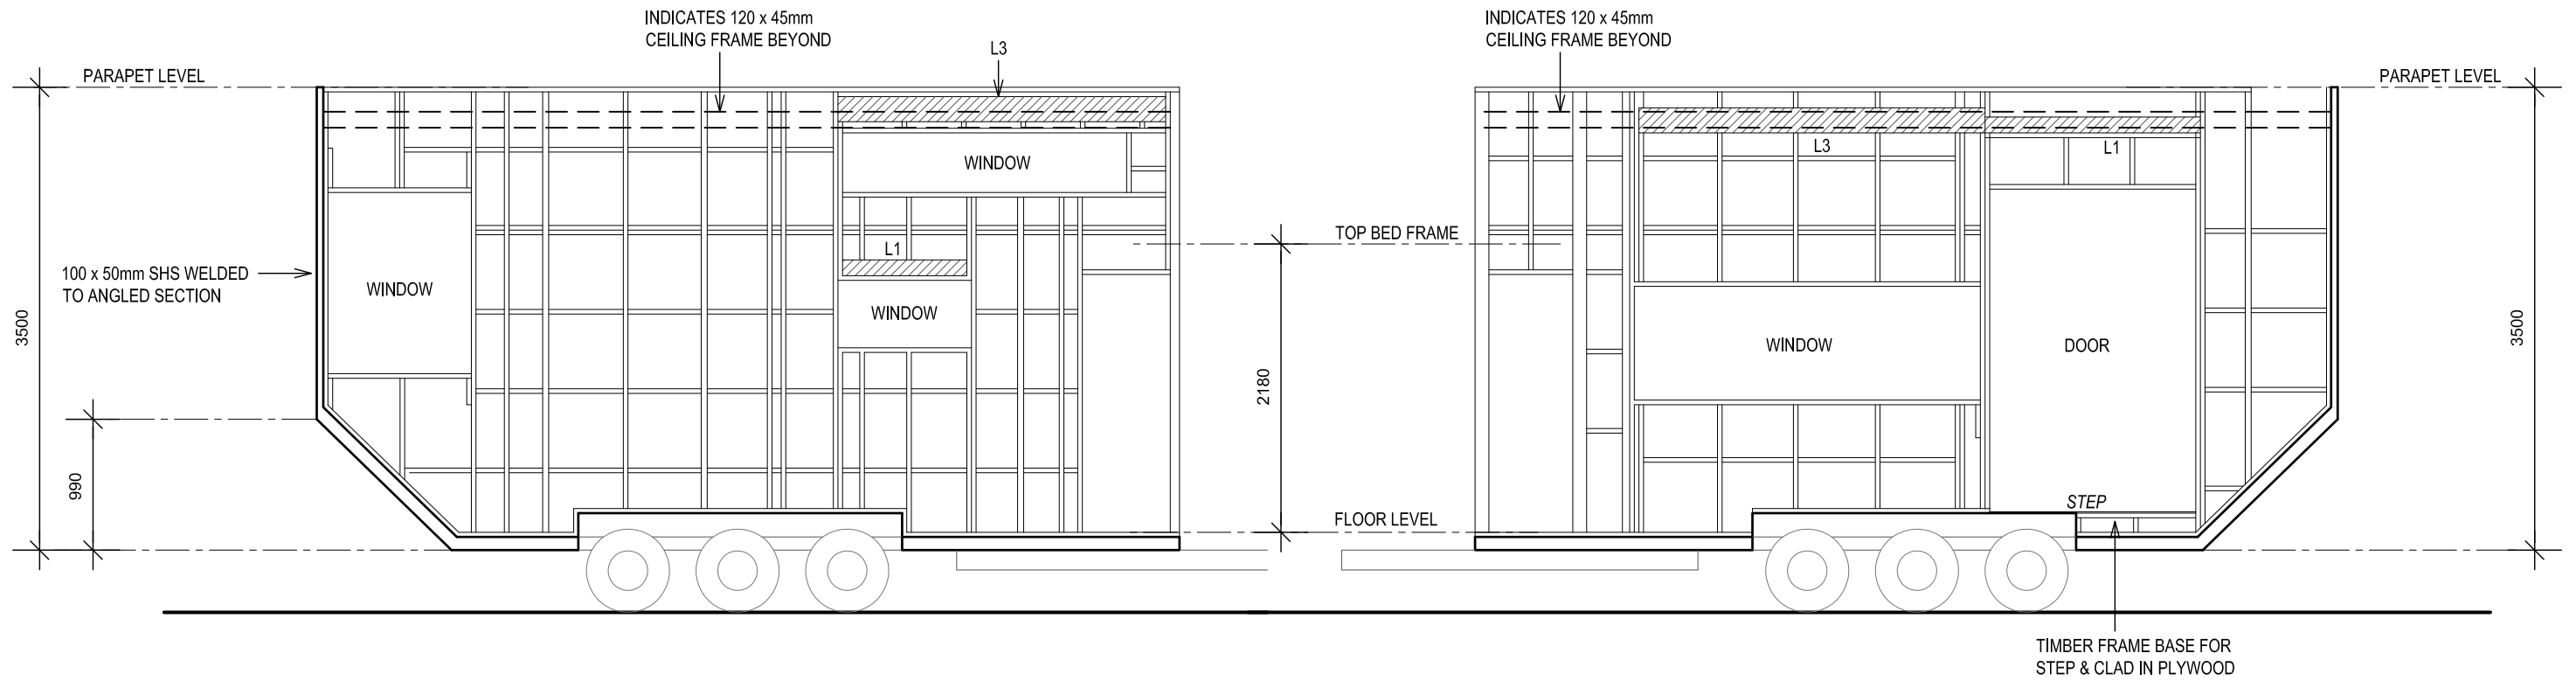 INDICATES 120 x 45mm
CEILING FRAME BEYOND
L3
PARAPET LEVEL
WINDOW
L1
100 x 50mm SHS WELDED
TO ANGLED SECTION
WINDOW
WINDOW
3500
990
TOP BED FRAME
2180
FLOOR LEVEL
INDICATES 120 x 45mm
CEILING FRAME BEYOND
PARAPET LEVEL
L3
L1
WINDOW
DOOR
3500
STEP
TIMBER FRAME BASE FOR
STEP & CLAD IN PLYWOOD